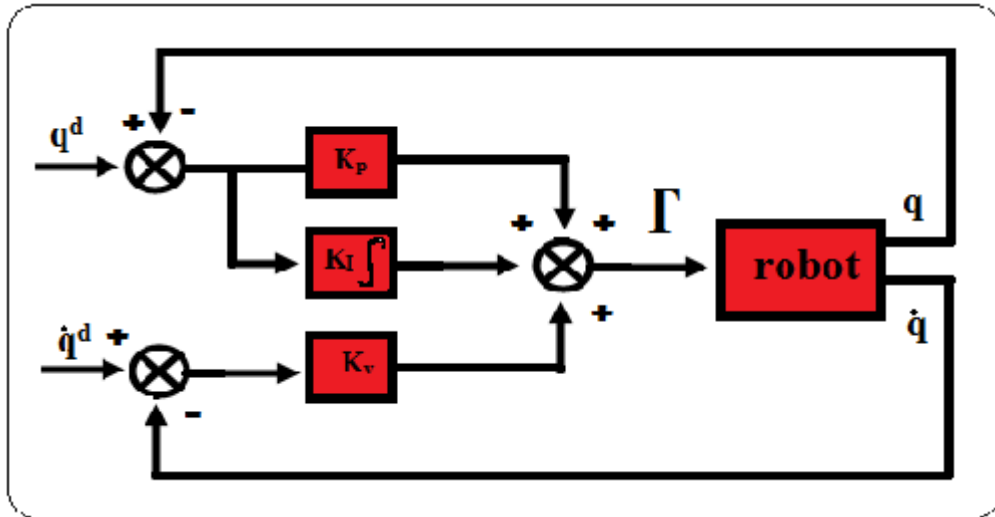 + -
q^d
K_p
+ +
Γ
q
K_I ∫
robot
q̇
+
q̇^d +
K_v
-